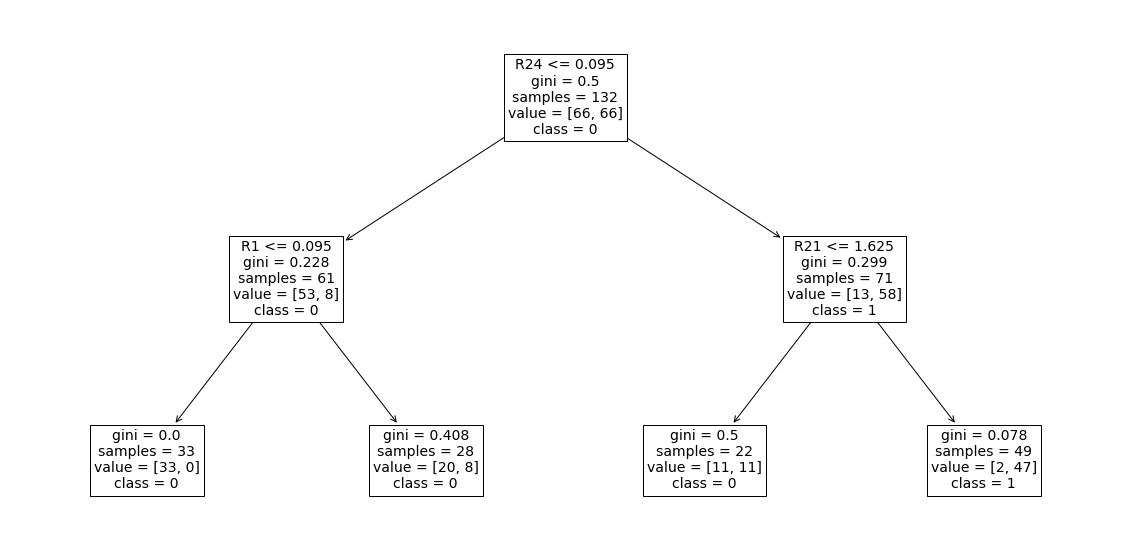 R24 <= 0.095
gini = 0.5
samples = 132
value = [66, 66]
class = 0
R1 <= 0.095
gini = 0.228
samples = 61
value = [53, 8]
class = 0
R21 <= 1.625
gini = 0.299
samples = 71
value = [13, 58]
class = 1
gini = 0.0
samples = 33
value = [33, 0]
class = 0
gini = 0.408
samples = 28
value = [20, 8]
class = 0
gini = 0.5
samples = 22
value = [11, 11]
class = 0
gini = 0.078
samples = 49
value = [2, 47]
class = 1